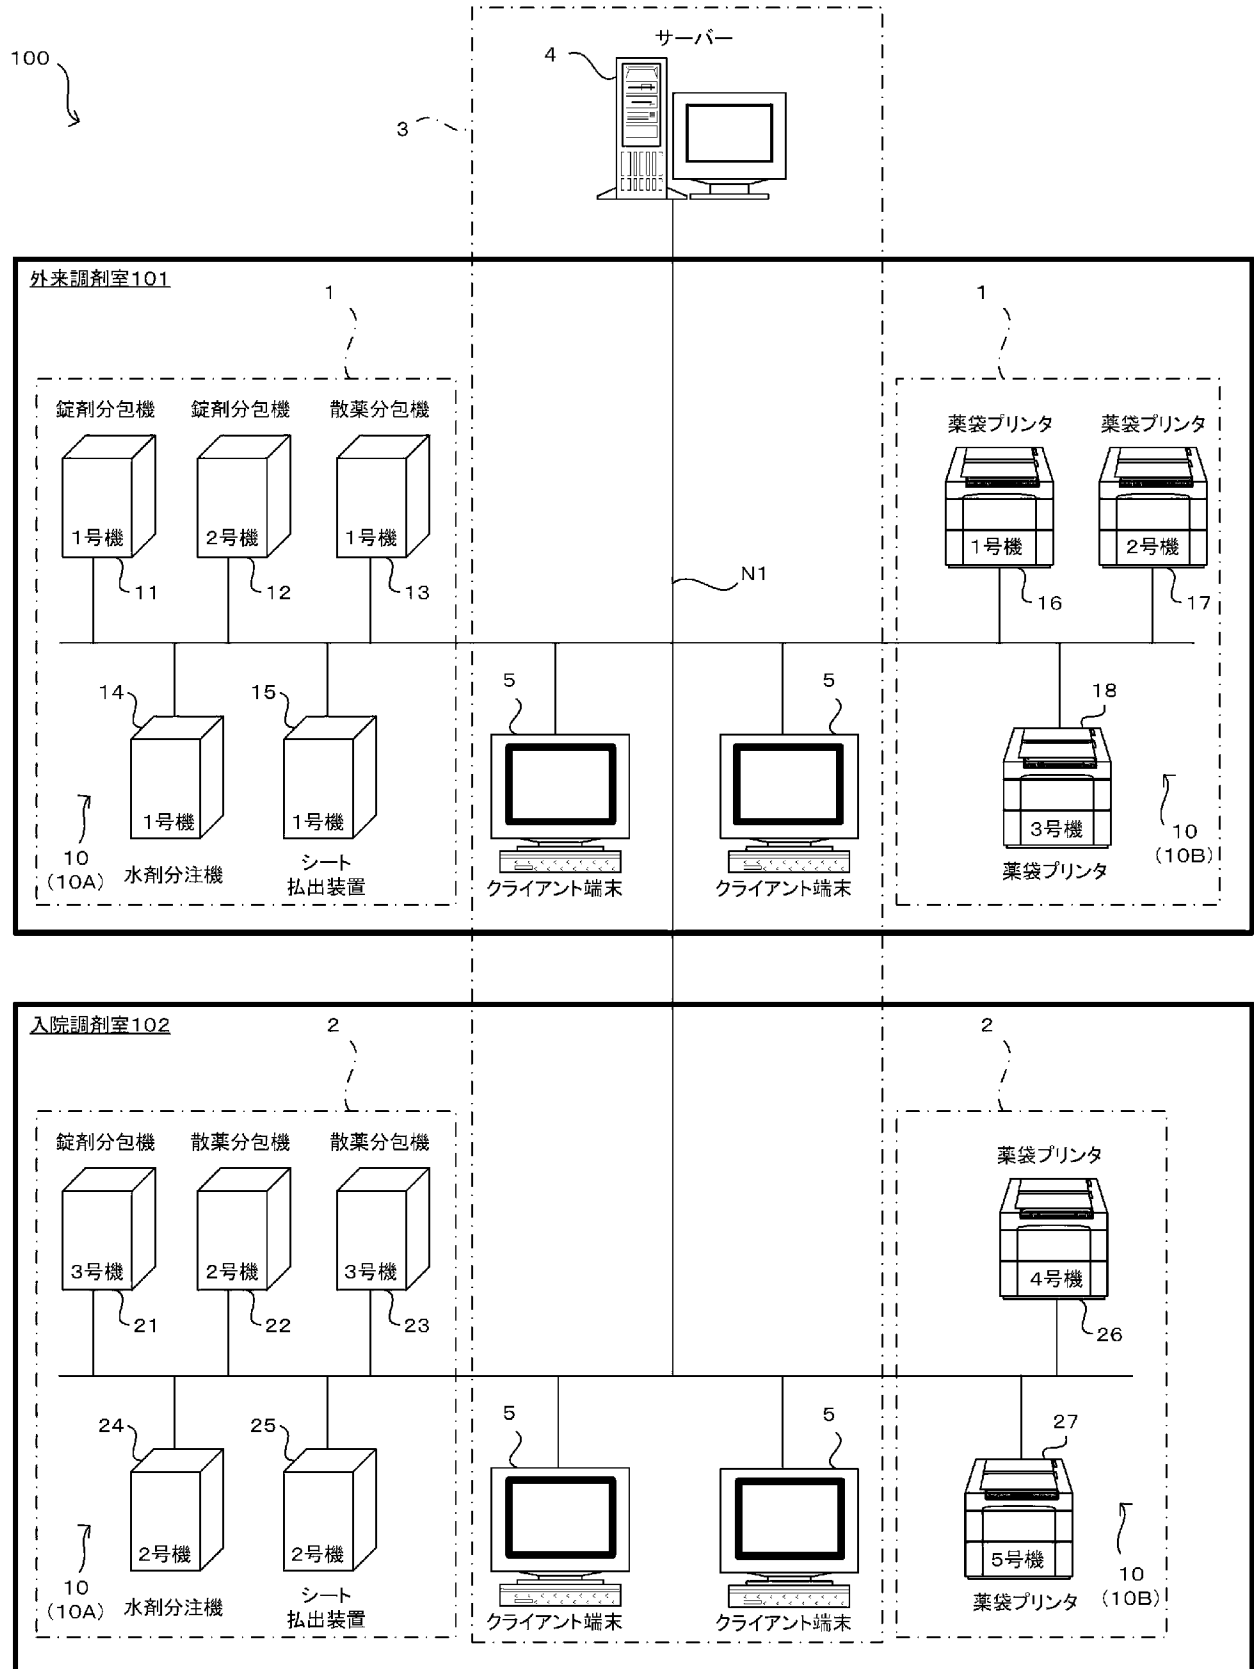 サーバー
4
100
3
外来調剤室101
1
1
錠剤分包機 錠剤分包機 散薬分包機
薬袋プリンタ 薬袋プリンタ
1号機 2号機 1号機
1号機 2号機
11 12 13
N1
16 17
14 15
5 5
18
1号機 1号機
3号機
10
(10A)
水剤分注機
シート
払出装置
クライアント端末 クライアント端末
薬袋プリンタ
10
(10B)
入院調剤室102
2
2
錠剤分包機 散薬分包機 散薬分包機
薬袋プリンタ
3号機 2号機 3号機
4号機
21 22 23
26
24 25
5 5
27
2号機 2号機
5号機
10
(10A)
水剤分注機
シート
払出装置
クライアント端末 クライアント端末
薬袋プリンタ
10
(10B)